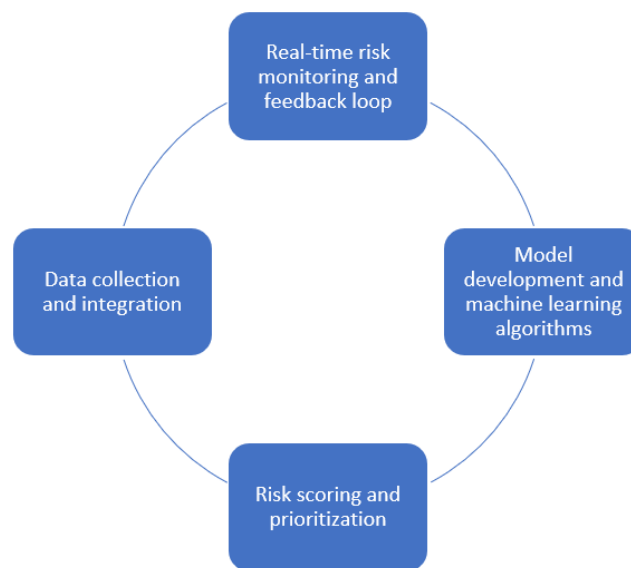 Real-time risk
monitoring and
feedback loop
Data collection
and integration
Model
development and
machine learning
algorithms
Risk scoring and
prioritization